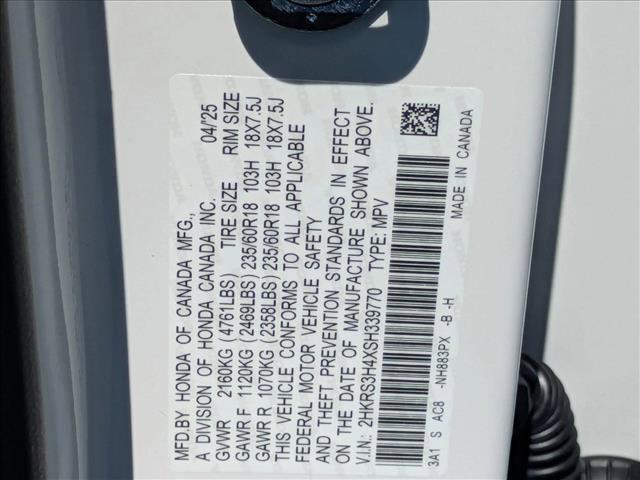 MFD.BY HONDA OF CANADA MFG., 04/25
A DIVISION OF HONDA CANADA INC.
GVWR 2160KG (4761LBS) TIRE SIZE RIM SIZE
GAWR F 1120KG (2469LBS) 235/60R18 103H 18X7.5J
GAWR R 1070KG (2358LBS) 235/60R18 103H 18X7.5J
THIS VEHICLE CONFORMS TO ALL APPLICABLE
FEDERAL MOTOR VEHICLE SAFETY
AND THEFT PREVENTION STANDARDS IN EFFECT
ON THE DATE OF MANUFACTURE SHOWN ABOVE.
V.I.N.: 2HKRS3H4XSH339770 TYPE: MPV
3A1 S AC8 -NH883PX -B -H MADE IN CANADA